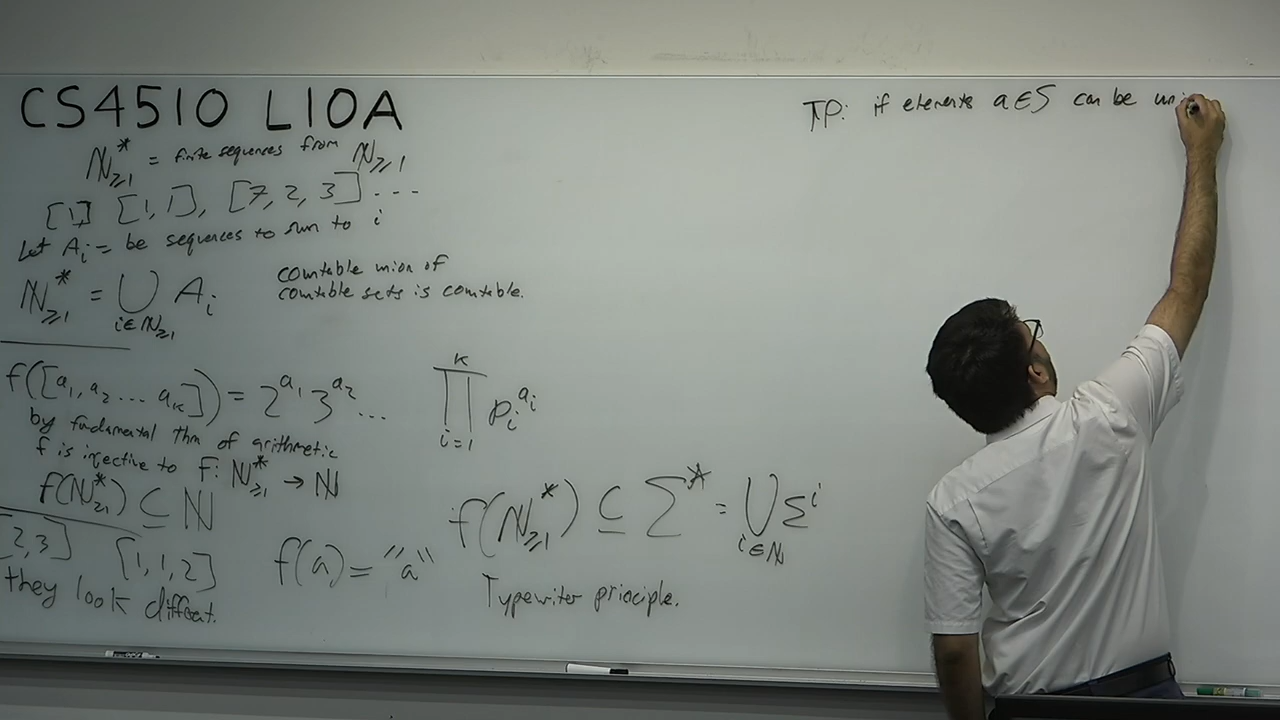 CS4510 L10A
ℕ*≥1 = finite sequences from ℕ≥1
[1] [1,1], [7,2,3] ...
Let Aᵢ = be sequences to sum to i
ℕ*≥1 = ⋃ i∈ℕ≥1 Aᵢ
countable union of
countable sets is countable.
f([a₁, a₂ ... aₖ]) = 2^a₁ 3^a₂ ...
∏ i=1 k pᵢ^aᵢ
by fundamental thm of arithmetic
f is injective to f: ℕ*≥1 → ℕ
f(ℕ*≥1) ⊆ ℕ
2,3] [1,1,2]
they look different.
f(a) = "a"
f(ℕ*≥1) ⊆ Σ* = ⋃ i∈ℕ Σ^i
Typewriter principle.
TP: if elements a∈S can be uni